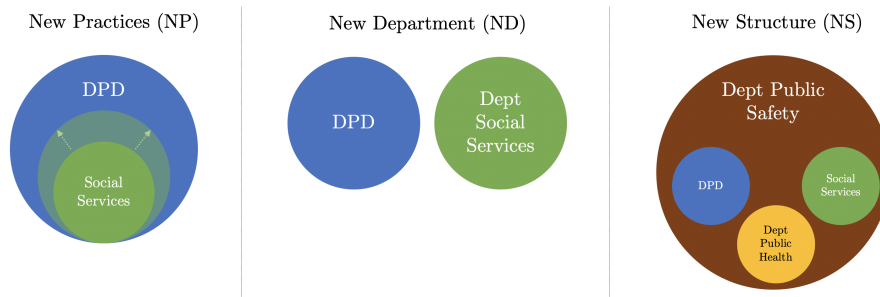 New Practices (NP)
DPD
Social
Services
New Department (ND)
DPD
Dept
Social
Services
New Structure (NS)
Dept Public
Safety
DPD
Social
Services
Dept
Public
Health